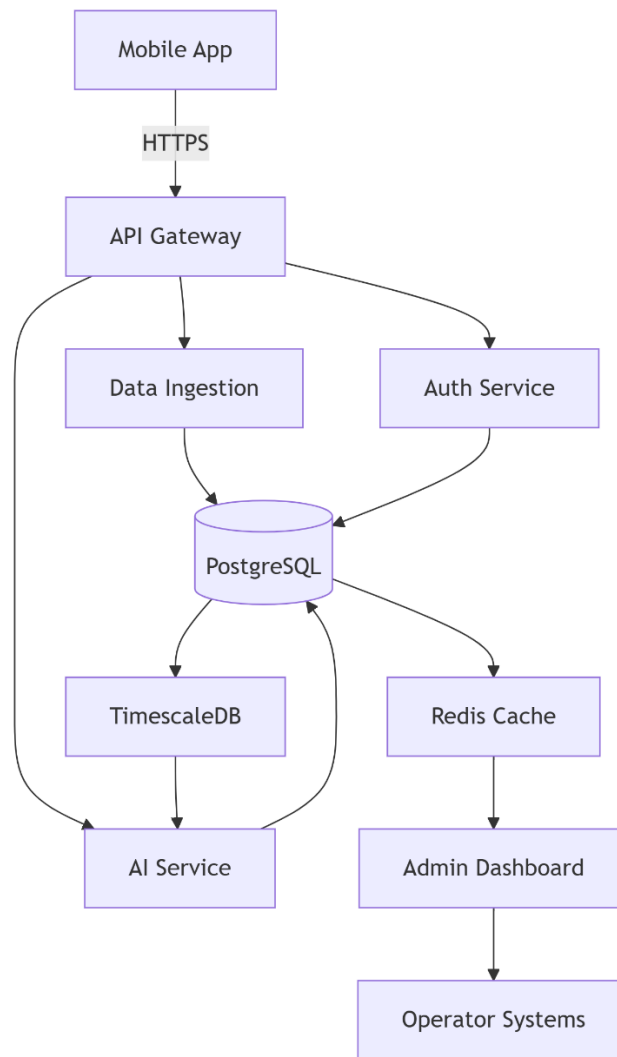 Mobile App
HTTPS
API Gateway
Data Ingestion
Auth Service
PostgreSQL
TimescaleDB
Redis Cache
AI Service
Admin Dashboard
Operator Systems